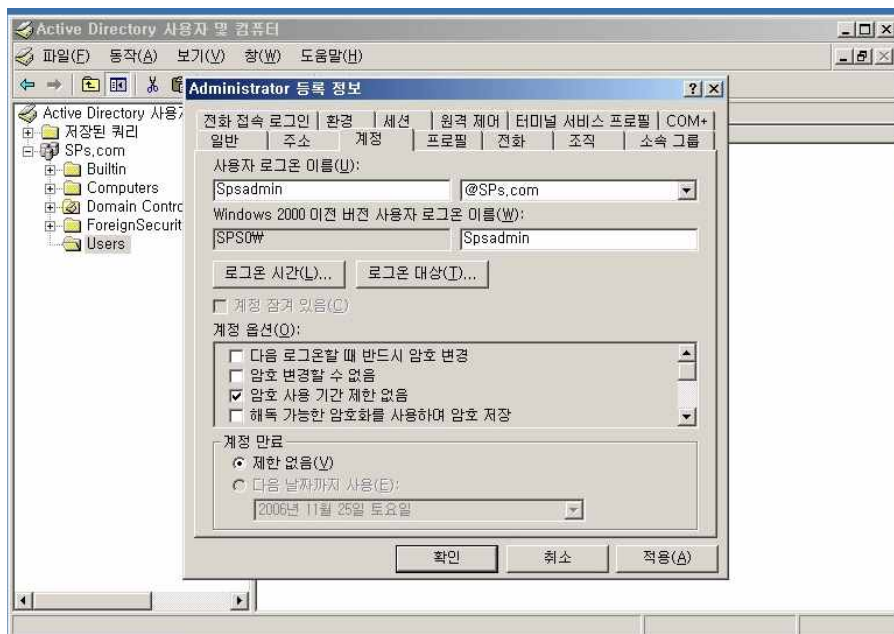 Active Directory 사용자 및 컴퓨터
파일(F) 동작(A) 보기(V) 창(W) 도움말(H)
Administrator 등록 정보
Active Directory 사용자
저장된 쿼리
SPs.com
Builtin
Computers
Domain Contro
ForeignSecurit
Users
전화 접속 로그인 환경 세션 원격 제어 터미널 서비스 프로필 COM+
일반 주소 계정 프로필 전화 조직 소속 그룹
사용자 로그온 이름(U):
Spsadmin @SPs.com
Windows 2000 이전 버전 사용자 로그온 이름(W):
SPS0₩ Spsadmin
로그온 시간(L)... 로그온 대상(T)...
계정 잠겨 있음(C)
계정 옵션(O):
다음 로그온할 때 반드시 암호 변경
암호 변경할 수 없음
암호 사용 기간 제한 없음
해독 가능한 암호화를 사용하여 암호 저장
계정 만료
제한 없음(V)
다음 날짜까지 사용(E):
2006년 11월 25일 토요일
확인 취소 적용(A)